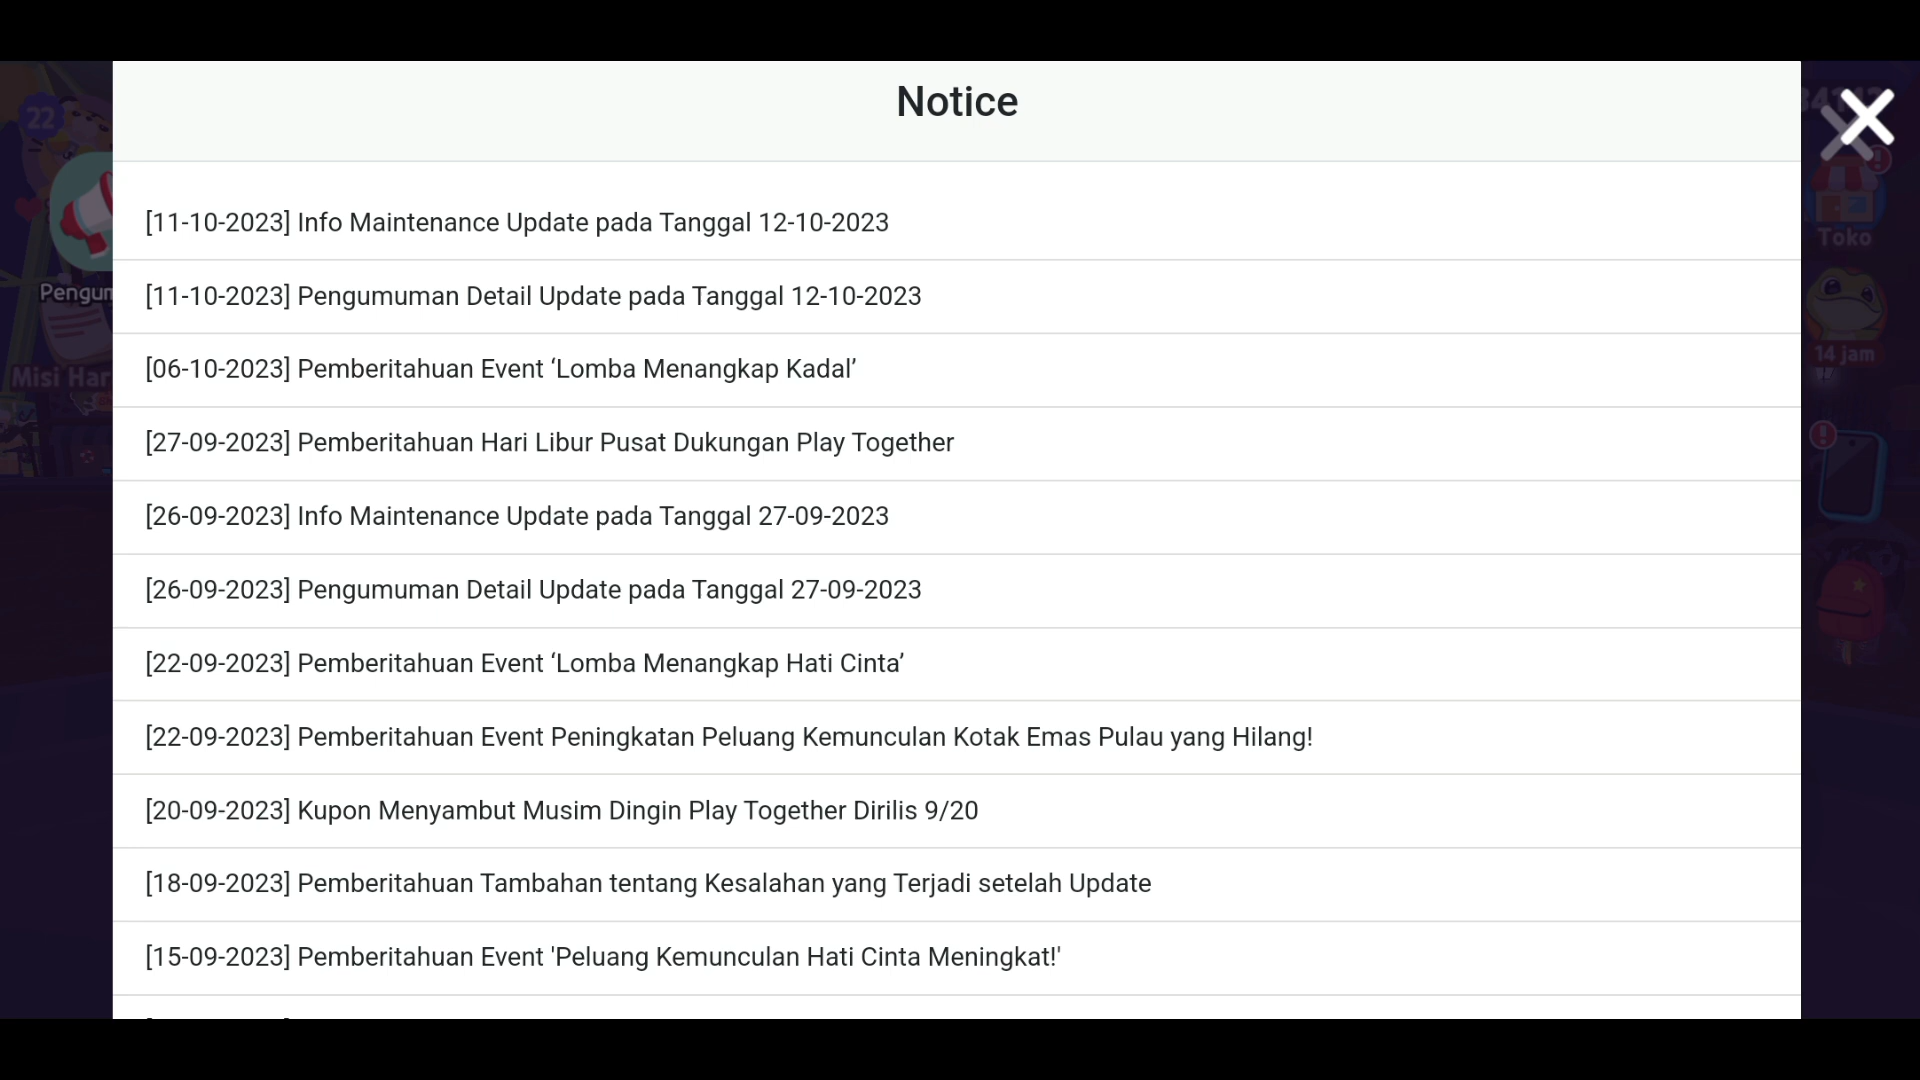 Notice
22
[11-10-2023] Info Maintenance Update pada Tanggal 12-10-2023
Toko
[11-10-2023] Pengumuman Detail Update pada Tanggal 12-10-2023
14 jam
[06-10-2023] Pemberitahuan Event ‘Lomba Menangkap Kadal’
Misi Har
[27-09-2023] Pemberitahuan Hari Libur Pusat Dukungan Play Together
[26-09-2023] Info Maintenance Update pada Tanggal 27-09-2023
[26-09-2023] Pengumuman Detail Update pada Tanggal 27-09-2023
[22-09-2023] Pemberitahuan Event ‘Lomba Menangkap Hati Cinta’
[22-09-2023] Pemberitahuan Event Peningkatan Peluang Kemunculan Kotak Emas Pulau yang Hilang!
[20-09-2023] Kupon Menyambut Musim Dingin Play Together Dirilis 9/20
[18-09-2023] Pemberitahuan Tambahan tentang Kesalahan yang Terjadi setelah Update
[15-09-2023] Pemberitahuan Event 'Peluang Kemunculan Hati Cinta Meningkat!'